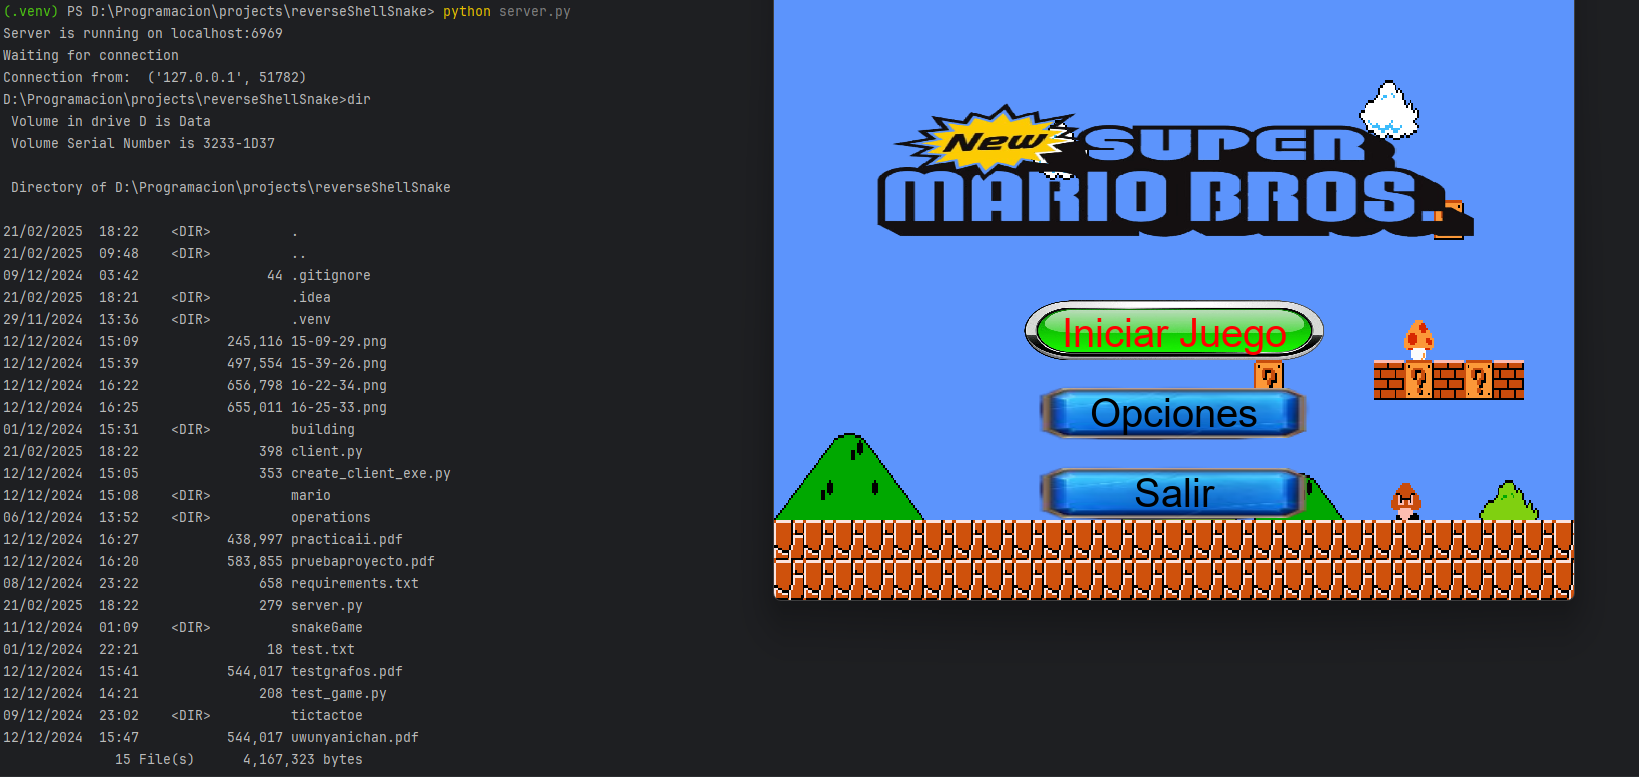 (.venv) PS D:\Programacion\projects\reverseShellSnake> python server.py
Server is running on localhost:6969
Waiting for connection
Connection from:  ('127.0.0.1', 51782)
D:\Programacion\projects\reverseShellSnake>dir
 Volume in drive D is Data
 Volume Serial Number is 3233-1D37
 Directory of D:\Programacion\projects\reverseShellSnake
21/02/2025  18:22    <DIR>          .
21/02/2025  09:48    <DIR>          ..
09/12/2024  03:42                44 .gitignore
21/02/2025  18:21    <DIR>          .idea
29/11/2024  13:36    <DIR>          .venv
12/12/2024  15:09           245,116 15-09-29.png
12/12/2024  15:39           497,554 15-39-26.png
12/12/2024  16:22           656,798 16-22-34.png
12/12/2024  16:25           655,011 16-25-33.png
01/12/2024  15:31    <DIR>          building
21/02/2025  18:22               398 client.py
12/12/2024  15:05               353 create_client_exe.py
12/12/2024  15:08    <DIR>          mario
06/12/2024  13:52    <DIR>          operations
12/12/2024  16:27           438,997 practicaii.pdf
12/12/2024  16:20           583,855 pruebaproyecto.pdf
08/12/2024  23:22               658 requirements.txt
21/02/2025  18:22               279 server.py
11/12/2024  01:09    <DIR>          snakeGame
01/12/2024  22:21                18 test.txt
12/12/2024  15:41           544,017 testgrafos.pdf
12/12/2024  14:21               208 test_game.py
09/12/2024  23:02    <DIR>          tictactoe
12/12/2024  15:47           544,017 uwunyanichan.pdf
              15 File(s)      4,167,323 bytes
New SUPER
MARIO BROS.
Iniciar Juego
?
Opciones
Salir
? ?